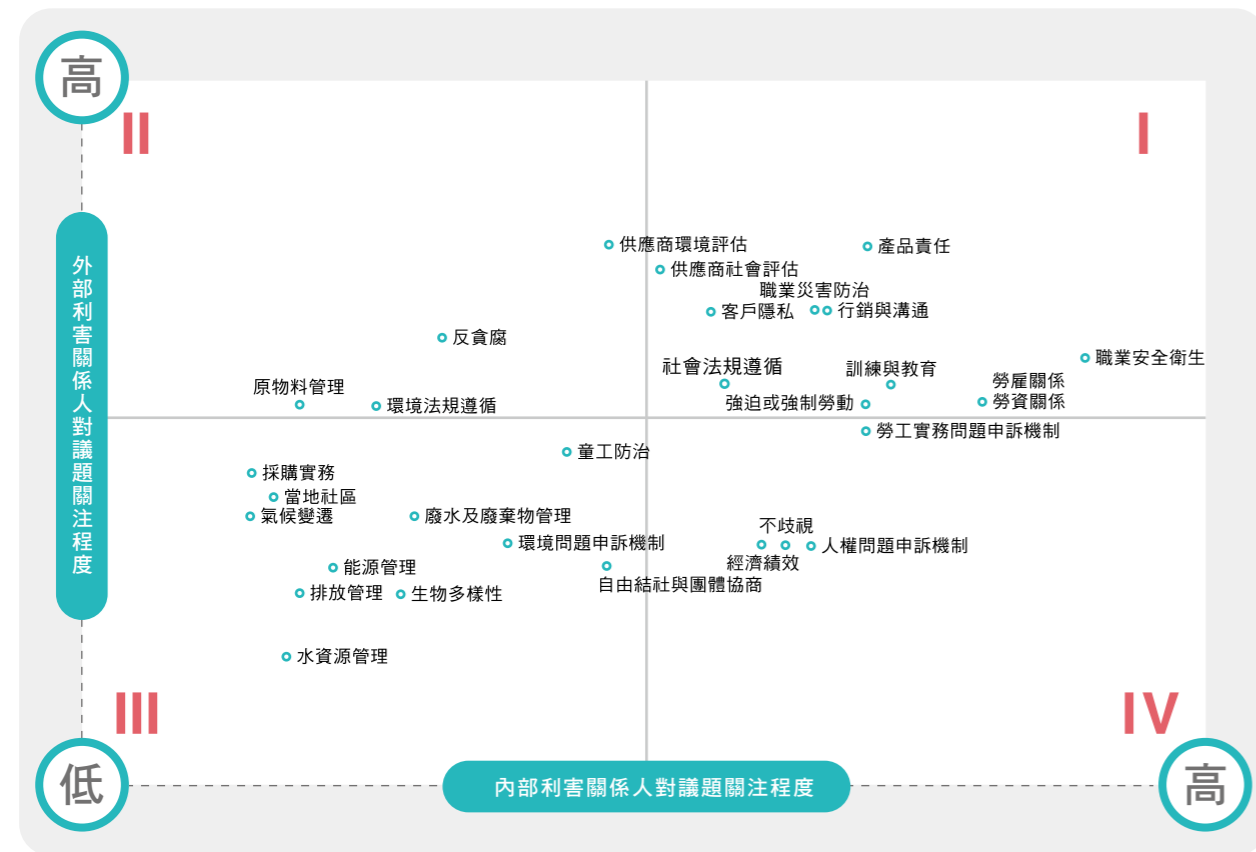 高
II
I
外部利害關係人對議題關注程度
供應商環境評估
產品責任
供應商社會評估
職業災害防治
客戶隱私
行銷與溝通
反貪腐
職業安全衛生
社會法規遵循
訓練與教育
原物料管理
勞雇關係
環境法規遵循
強迫或強制勞動
勞資關係
勞工實務問題申訴機制
童工防治
採購實務
當地社區
氣候變遷
廢水及廢棄物管理
不歧視
環境問題申訴機制
人權問題申訴機制
經濟績效
能源管理
自由結社與團體協商
排放管理
生物多樣性
水資源管理
III
IV
低
內部利害關係人對議題關注程度
高